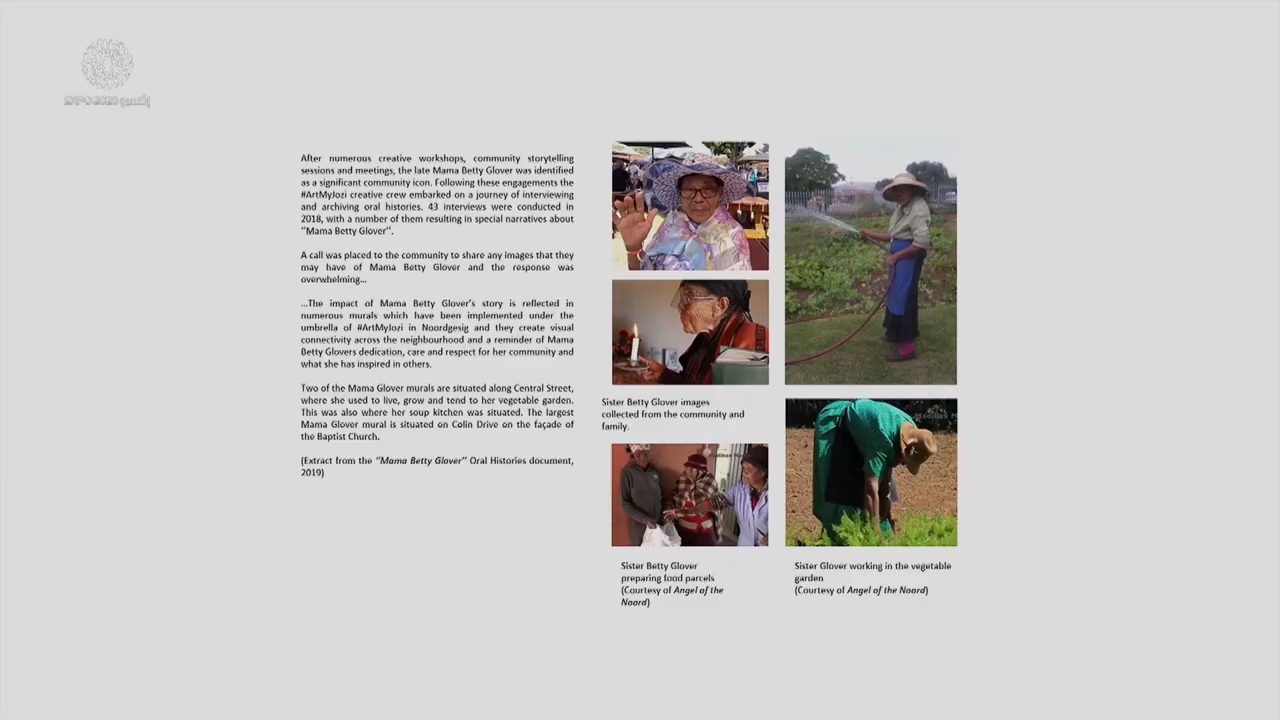 EXPO 2020 إكسبو
After numerous creative workshops, community storytelling
sessions and meetings, the late Mama Betty Glover was identified
as a significant community icon. Following these engagements the
#ArtMyJozi creative crew embarked on a journey of interviewing
and archiving oral histories. 43 interviews were conducted in
2018, with a number of them resulting in special narratives about
“Mama Betty Glover”.
A call was placed to the community to share any images that they
may have of Mama Betty Glover and the response was
overwhelming...
...The impact of Mama Betty Glover’s story is reflected in
numerous murals which have been implemented under the
umbrella of #ArtMyJozi in Noordgesig and they create visual
connectivity across the neighbourhood and a reminder of Mama
Betty Glovers dedication, care and respect for her community and
what she has inspired in others.
Two of the Mama Glover murals are situated along Central Street,
where she used to live, grow and tend to her vegetable garden.
This was also where her soup kitchen was situated. The largest
Mama Glover mural is situated on Colin Drive on the façade of
the Baptist Church.
(Extract from the “Mama Betty Glover” Oral Histories document,
2019)
Sister Betty Glover images
collected from the community and
family.
Sister Betty Glover
preparing food parcels
(Courtesy of Angel of the
Noord)
Sister Glover working in the vegetable
garden
(Courtesy of Angel of the Noord)